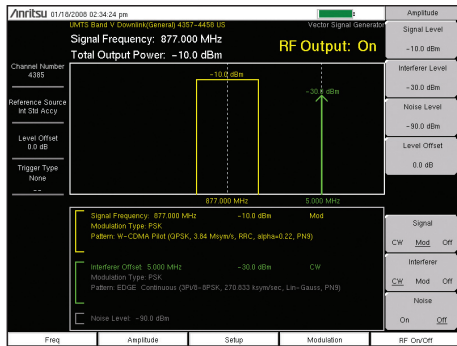 Anritsu 01/18/2008 02:34:24 pm
UMTS Band V Downlink(General) 4357-4458 US
Vector Signal Generator
Signal Frequency: 877.000 MHz
Total Output Power: -10.0 dBm
RF Output: On
Channel Number
4385
Reference Source
Int Std Accy
Level Offset
0.0 dB
Trigger Type
None
--
-10.0 dBm
-30.0 dBm
877.000 MHz
5.000 MHz
Signal Frequency: 877.000 MHz -10.0 dBm Mod
Modulation Type: PSK
Pattern: W-CDMA Pilot (QPSK, 3.84 Msym/s, RRC, alpha=0.22, PN9)
Interferer Offset: 5.000 MHz -30.0 dBm CW
Modulation Type: PSK
Pattern: EDGE Continuous (3PI/8-8PSK, 270.833 ksym/sec, Lin-Gauss, PN9)
Noise Level: -90.0 dBm
Amplitude
Signal Level
-10.0 dBm
Interferer Level
-30.0 dBm
Noise Level
-90.0 dBm
Level Offset
0.0 dB
Signal
CW Mod Off
Interferer
CW Mod Off
Noise
On Off
Freq Amplitude Setup Modulation RF On/Off